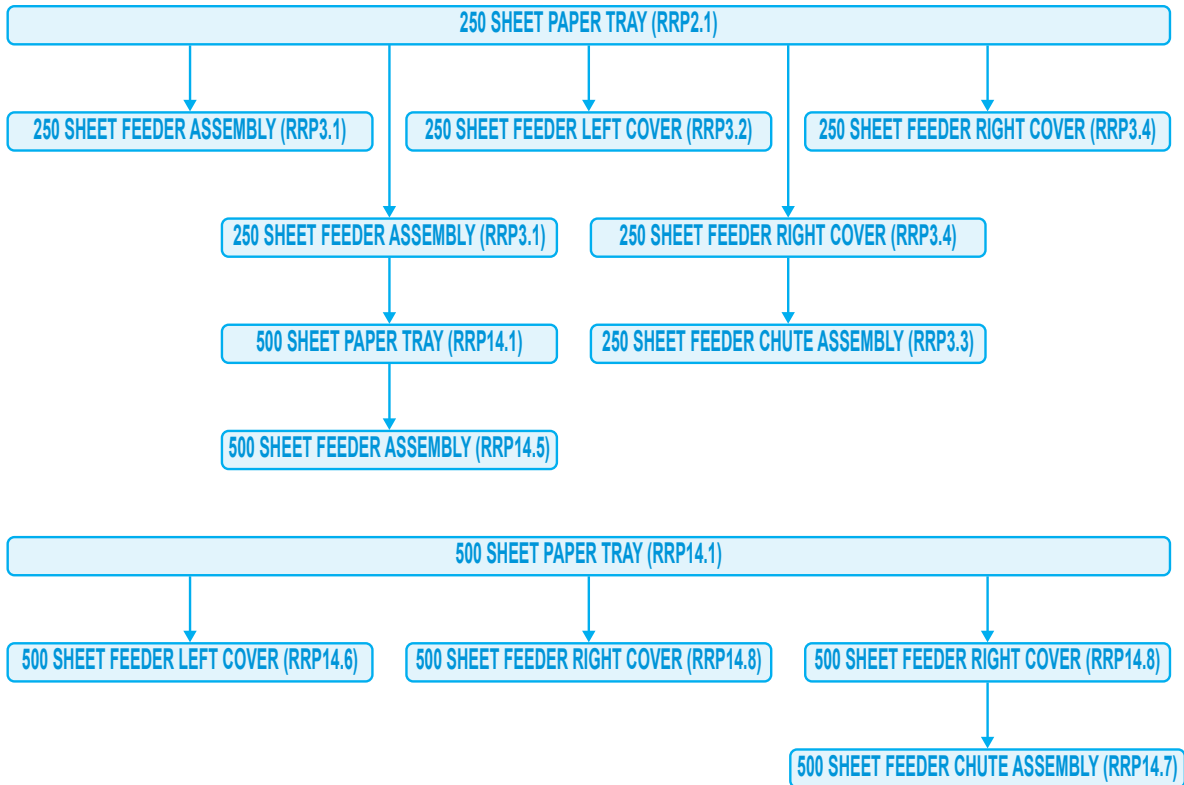 250 SHEET PAPER TRAY (RRP2.1)
250 SHEET FEEDER ASSEMBLY (RRP3.1)
250 SHEET FEEDER LEFT COVER (RRP3.2)
250 SHEET FEEDER RIGHT COVER (RRP3.4)
250 SHEET FEEDER ASSEMBLY (RRP3.1)
250 SHEET FEEDER RIGHT COVER (RRP3.4)
500 SHEET PAPER TRAY (RRP14.1)
250 SHEET FEEDER CHUTE ASSEMBLY (RRP3.3)
500 SHEET FEEDER ASSEMBLY (RRP14.5)
500 SHEET PAPER TRAY (RRP14.1)
500 SHEET FEEDER LEFT COVER (RRP14.6)
500 SHEET FEEDER RIGHT COVER (RRP14.8)
500 SHEET FEEDER RIGHT COVER (RRP14.8)
500 SHEET FEEDER CHUTE ASSEMBLY (RRP14.7)